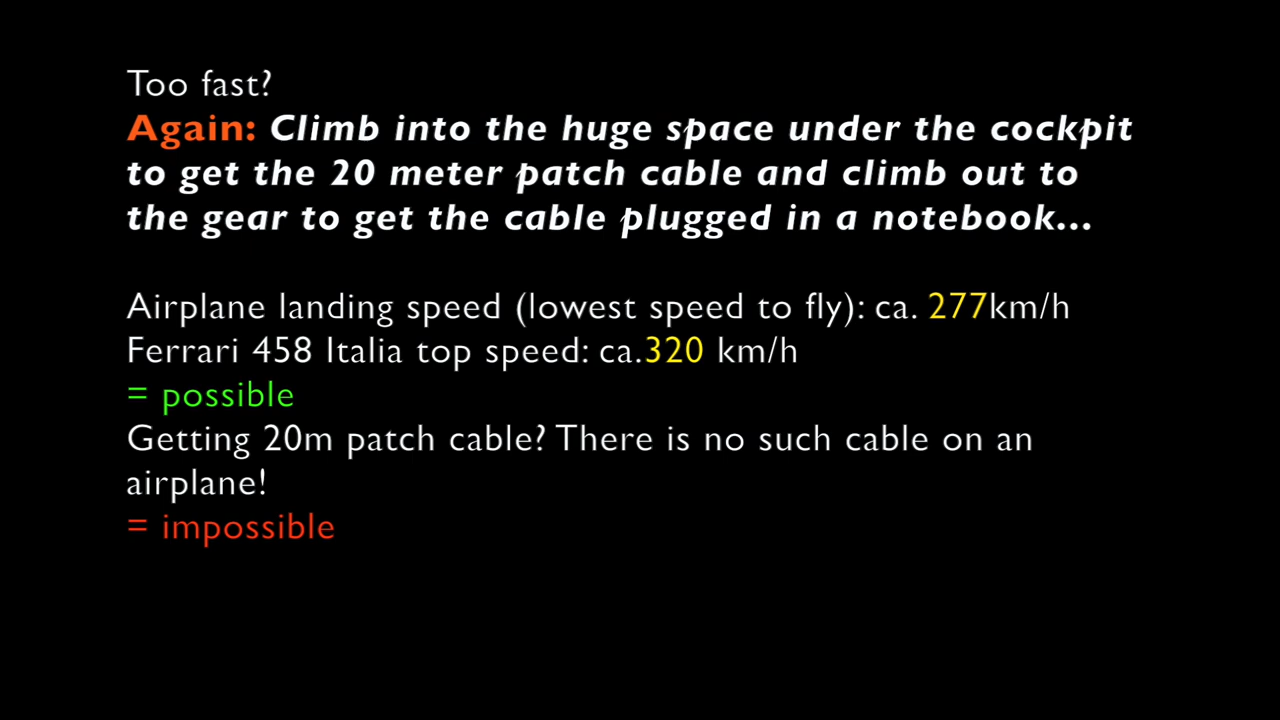 Too fast?
Again: Climb into the huge space under the cockpit
to get the 20 meter patch cable and climb out to
the gear to get the cable plugged in a notebook...
Airplane landing speed (lowest speed to fly): ca. 277km/h
Ferrari 458 Italia top speed: ca.320 km/h
= possible
Getting 20m patch cable? There is no such cable on an
airplane!
= impossible